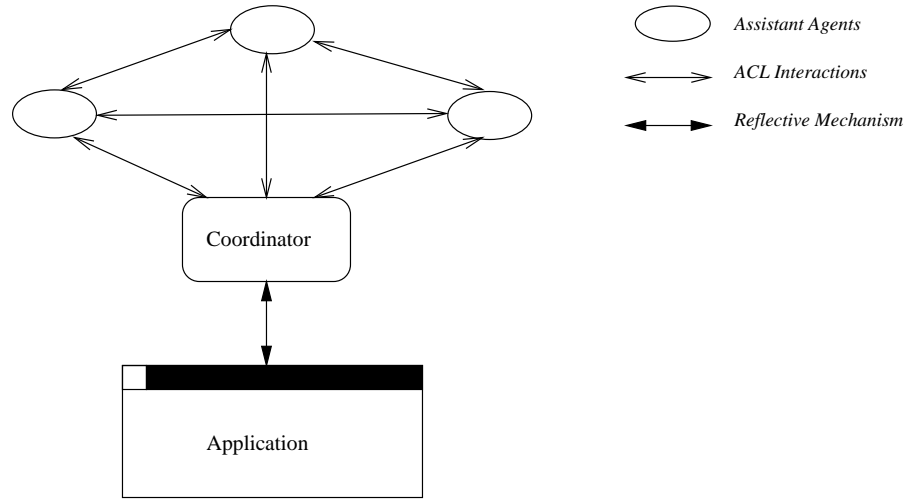 Assistant Agents
ACL Interactions
Reflective Mechanism
Coordinator
Application